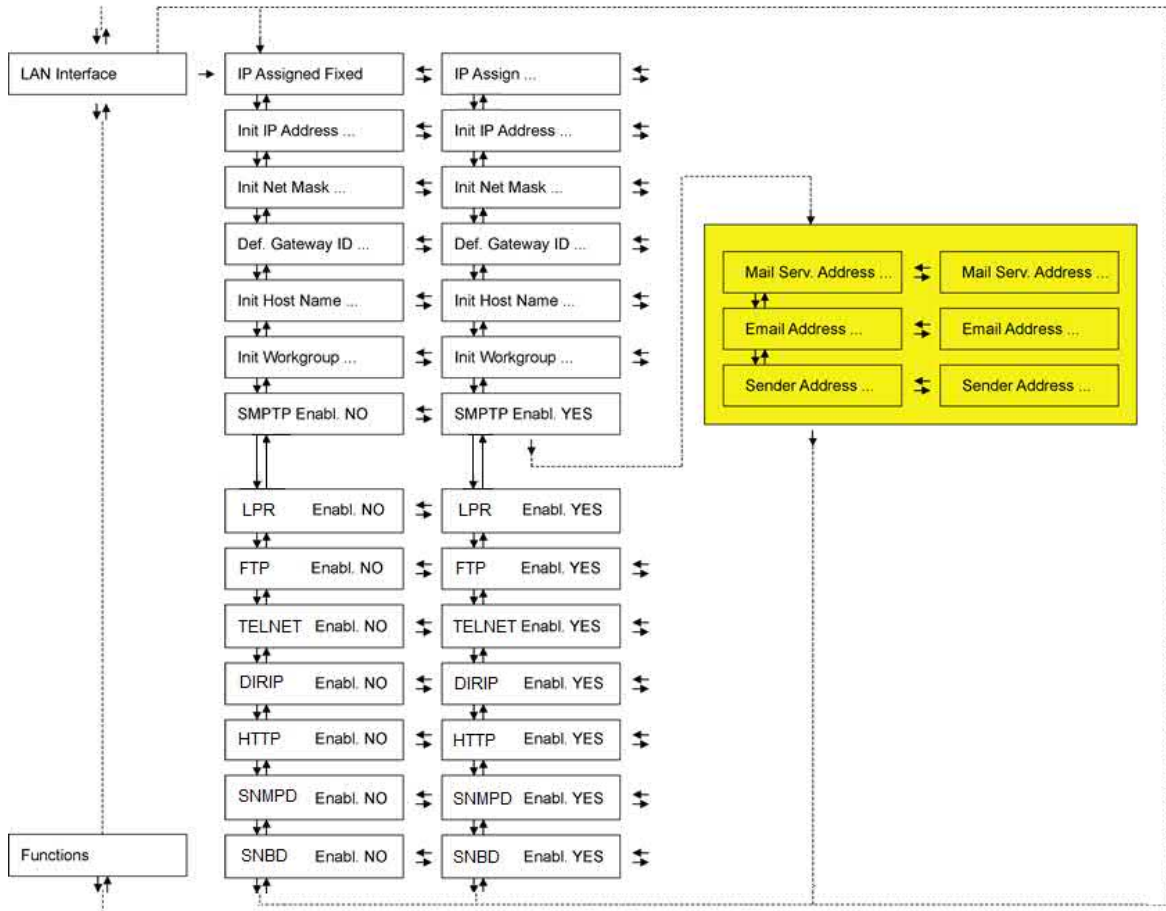 LAN Interface
IP Assigned Fixed
IP Assign ...
Init IP Address ...
Init IP Address ...
Init Net Mask ...
Init Net Mask ...
Def. Gateway ID ...
Def. Gateway ID ...
Mail Serv. Address ...
Mail Serv. Address ...
Init Host Name ...
Init Host Name ...
Email Address ...
Email Address ...
Init Workgroup ...
Init Workgroup ...
Sender Address ...
Sender Address ...
SMPTP Enabl. NO
SMPTP Enabl. YES
LPR Enabl. NO
LPR Enabl. YES
FTP Enabl. NO
FTP Enabl. YES
TELNET Enabl. NO
TELNET Enabl. YES
DIRIP Enabl. NO
DIRIP Enabl. YES
HTTP Enabl. NO
HTTP Enabl. YES
SNMPD Enabl. NO
SNMPD Enabl. YES
Functions
SNBD Enabl. NO
SNBD Enabl. YES